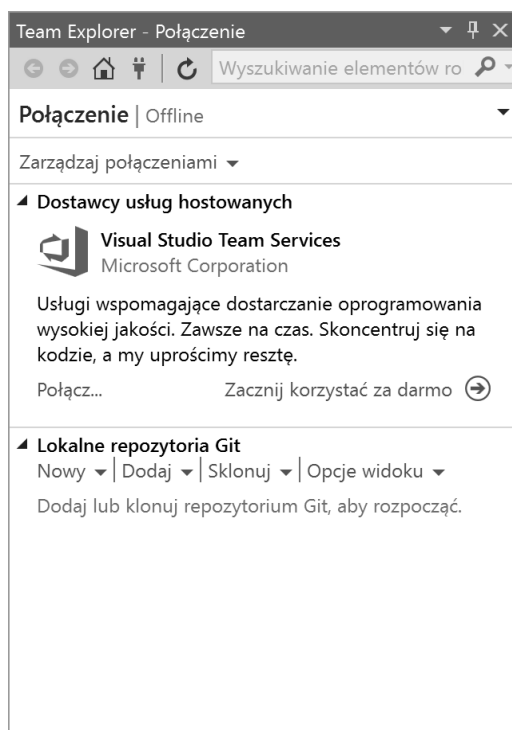 Team Explorer - Połączenie
Wyszukiwanie elementów ro
Połączenie | Offline
Zarządzaj połączeniami
Dostawcy usług hostowanych
Visual Studio Team Services
Microsoft Corporation
Usługi wspomagające dostarczanie oprogramowania
wysokiej jakości. Zawsze na czas. Skoncentruj się na
kodzie, a my uprościmy resztę.
Połącz... Zacznij korzystać za darmo
Lokalne repozytoria Git
Nowy | Dodaj | Sklonuj | Opcje widoku
Dodaj lub klonuj repozytorium Git, aby rozpocząć.